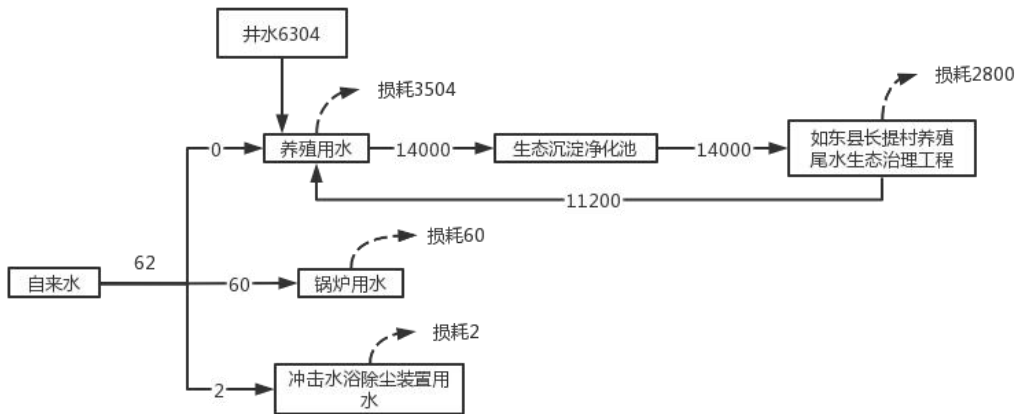 井水6304
损耗3504
损耗2800
0
养殖用水
14000
生态沉淀净化池
14000
如东县长提村养殖
尾水生态治理工程
11200
62
损耗60
自来水
60
锅炉用水
损耗2
2
冲击水浴除尘装置用
水